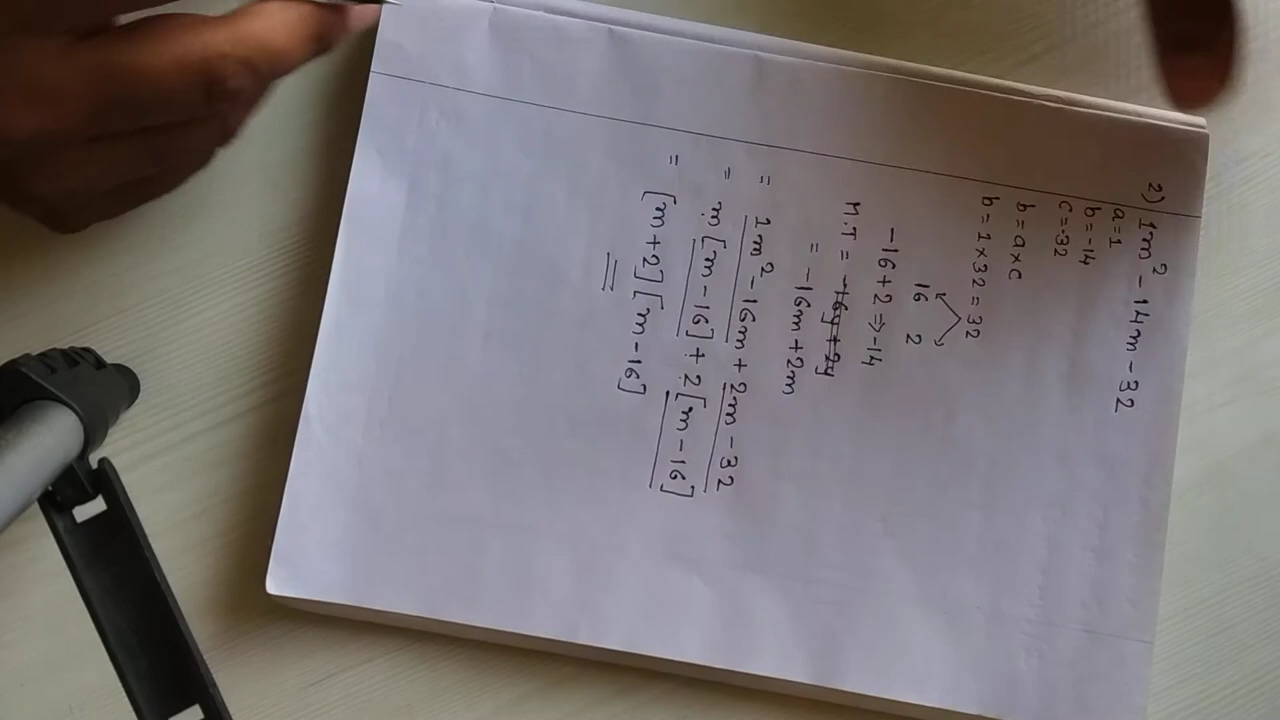 2) 1m² - 14m - 32
a=1
b=-14
c=-32
b = a × c
b = 1 × 32 = 32
16 2
-16+2 ⇒ -14
M.T = -16y + 2y
= -16m + 2m
= 1m² - 16m + 2m - 32
= m [m - 16] + 2 [m - 16]
= [m + 2] [m - 16]